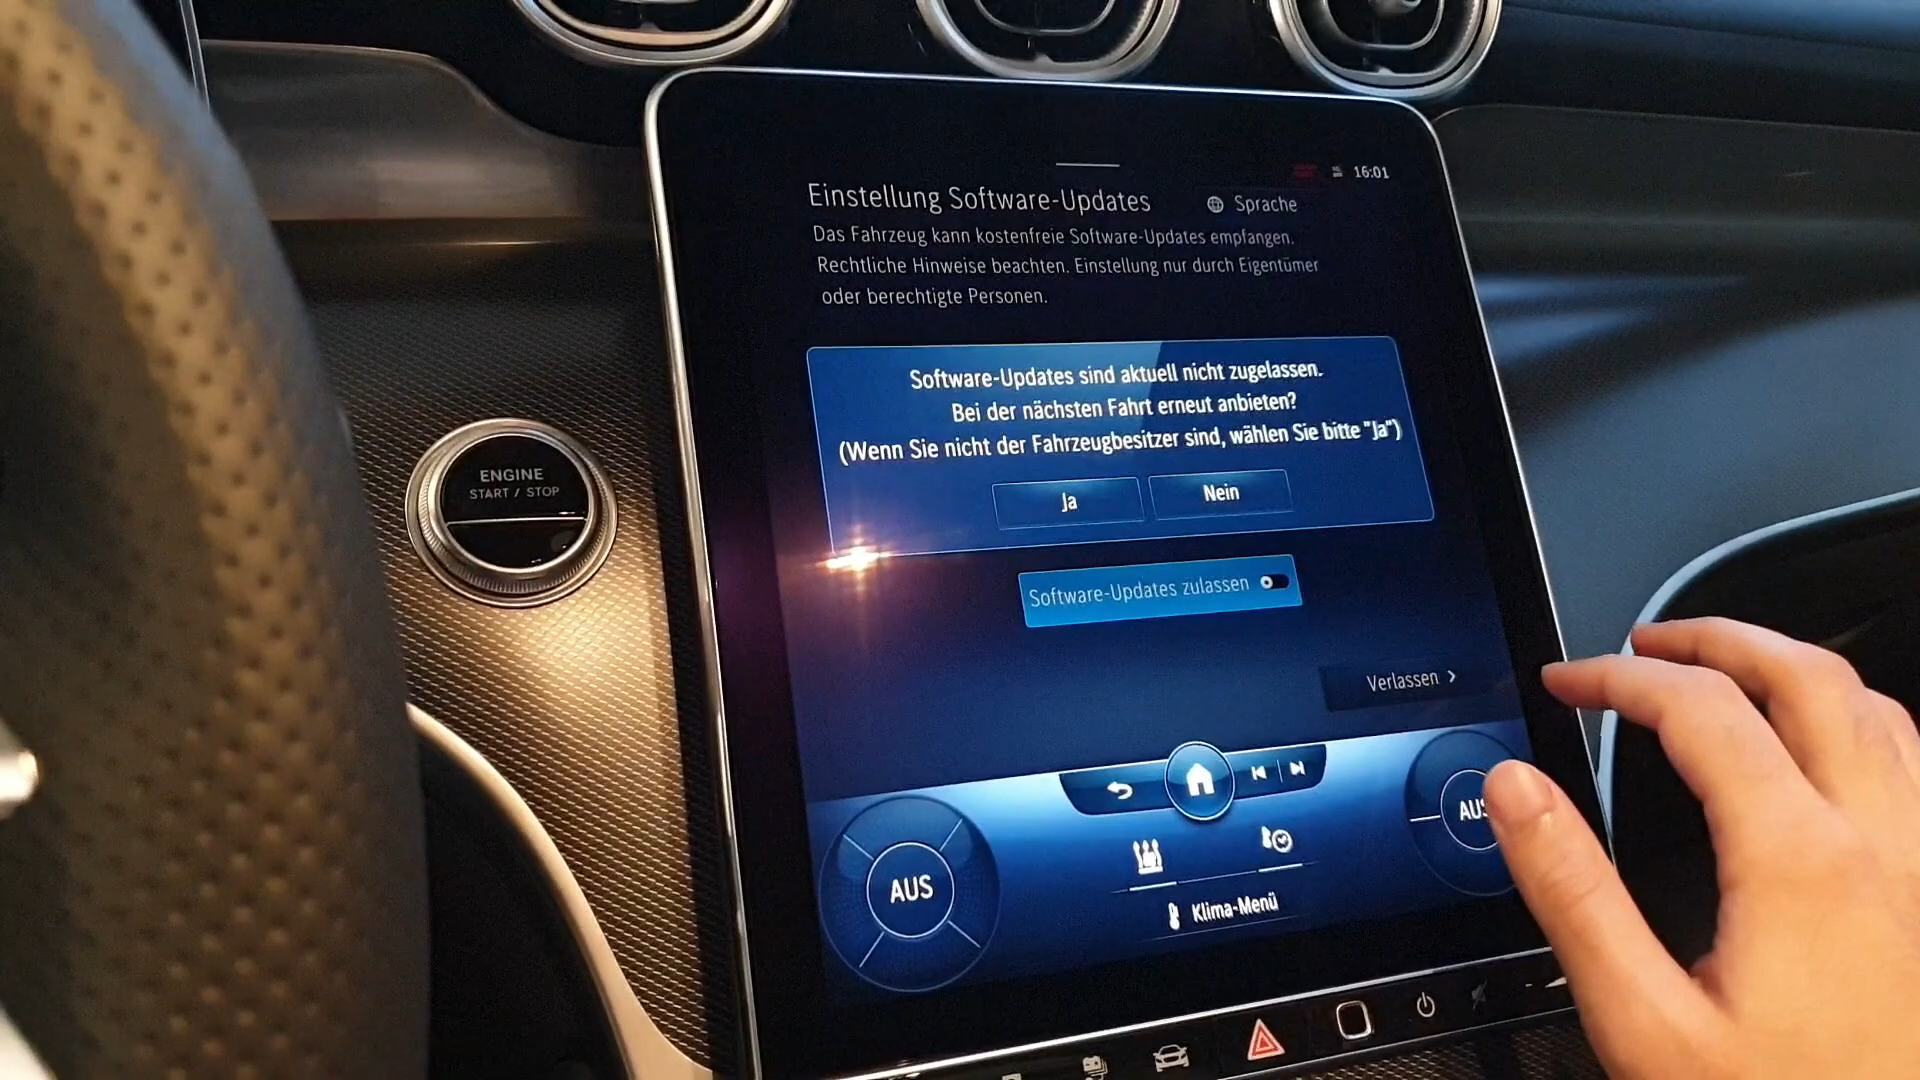 16:01
Einstellung Software-Updates
Sprache
Das Fahrzeug kann kostenfreie Software-Updates empfangen.
Rechtliche Hinweise beachten. Einstellung nur durch Eigentümer
oder berechtigte Personen.
Software-Updates sind aktuell nicht zugelassen.
Bei der nächsten Fahrt erneut anbieten?
(Wenn Sie nicht der Fahrzeugbesitzer sind, wählen Sie bitte "Ja")
Ja
Nein
ENGINE
START / STOP
Software-Updates zulassen
Verlassen
AUS
AUS
Klima-Menü